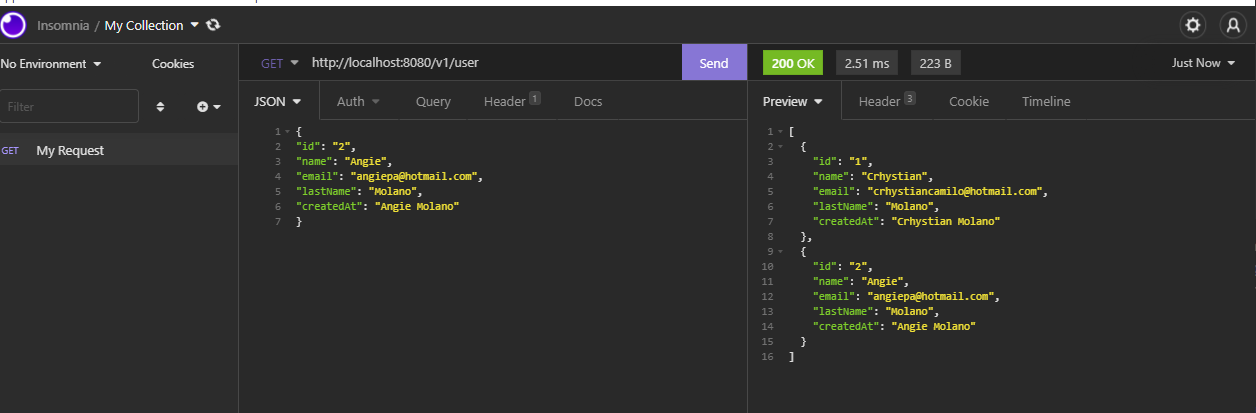 Insomnia / My Collection
No Environment
Cookies
GET http://localhost:8080/v1/user
Send
200 OK
2.51 ms
223 B
Just Now
Filter
JSON
Auth
Query
Header 1
Docs
Preview
Header 3
Cookie
Timeline
GET My Request
1 {
2 "id": "2",
3 "name": "Angie",
4 "email": "angiepa@hotmail.com",
5 "lastName": "Molano",
6 "createdAt": "Angie Molano"
7 }
1 [
2 {
3 "id": "1",
4 "name": "Crhystian",
5 "email": "crhystiancamilo@hotmail.com",
6 "lastName": "Molano",
7 "createdAt": "Crhystian Molano"
8 },
9 {
10 "id": "2",
11 "name": "Angie",
12 "email": "angiepa@hotmail.com",
13 "lastName": "Molano",
14 "createdAt": "Angie Molano"
15 }
16 ]